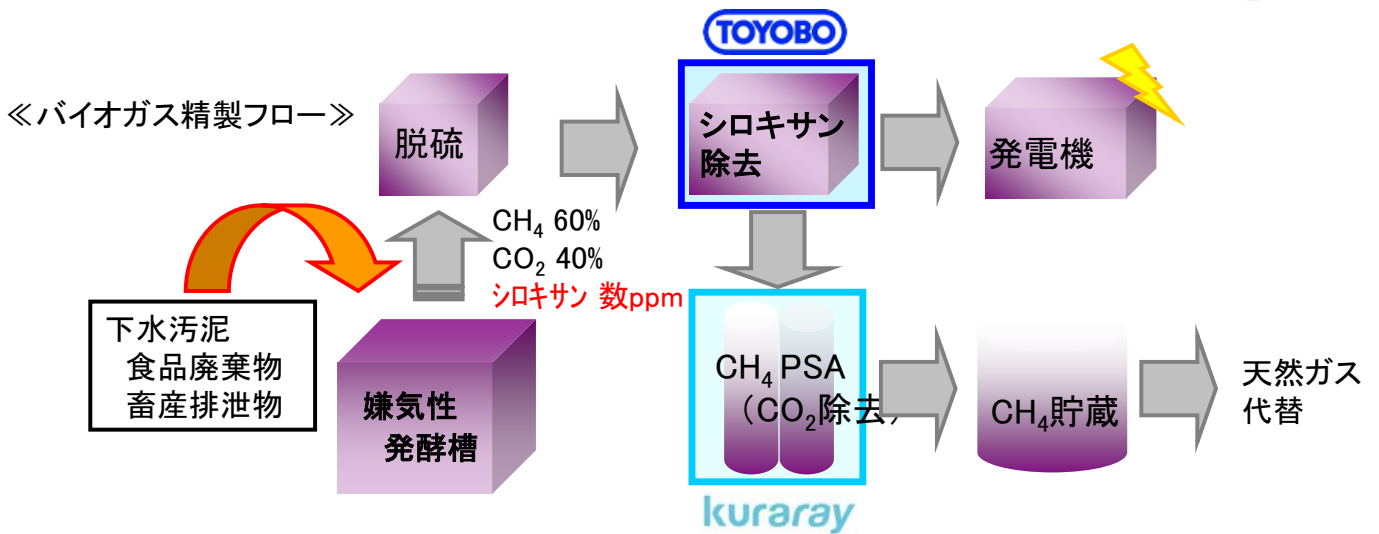 TOYOBO
≪バイオガス精製フロー≫
脱硫
シロキサン
除去
発電機
CH₄ 60%
CO₂ 40%
ｼﾛｷｻﾝ 数ppm
下水汚泥
食品廃棄物
畜産排泄物
嫌気性
発酵槽
CH₄ PSA
（CO₂除去）
CH₄貯蔵
天然ガス
代替
kuraray